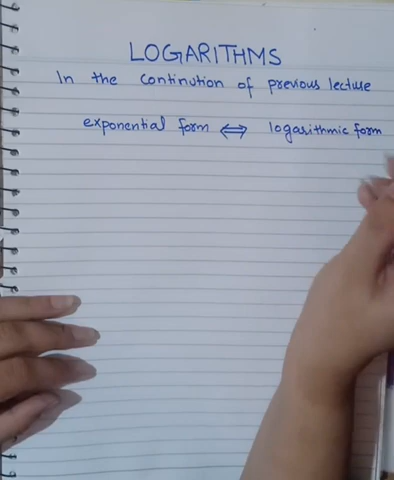 LOGARITHMS
In the continution of previous lecture
exponential form ⇔ logarithmic form